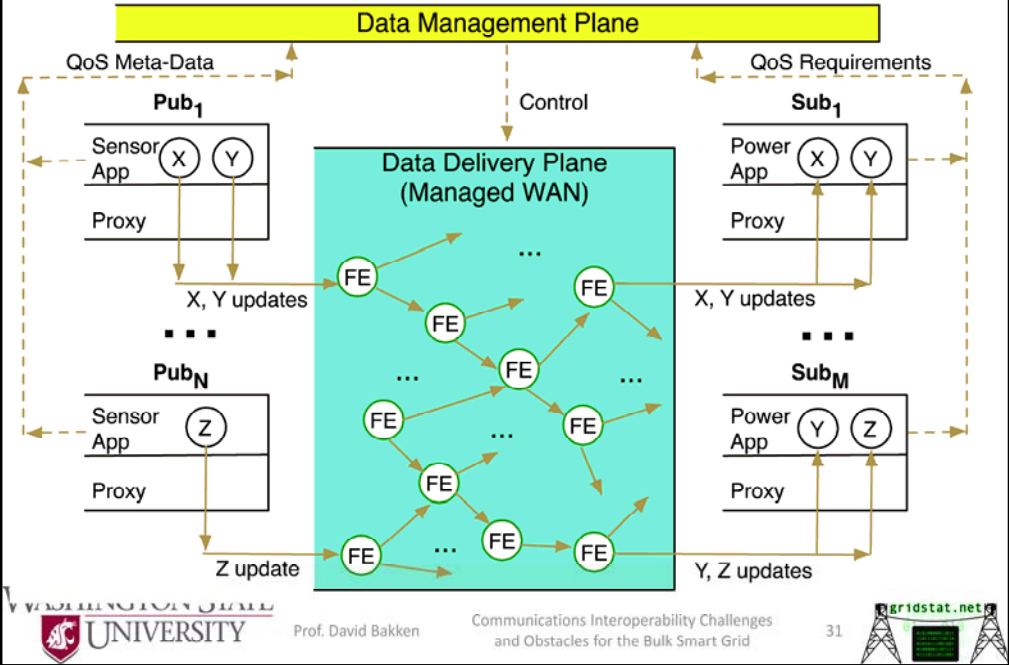 Data Management Plane
QoS Meta-Data
QoS Requirements
Control
Pub1
Sensor
App
X
Y
Proxy
X, Y updates
...
PubN
Sensor
App
Z
Proxy
Z update
Data Delivery Plane
(Managed WAN)
...
FE
FE
FE
FE
...
...
FE
FE
...
FE
...
FE
FE
FE
Sub1
Power
App
X
Y
Proxy
X, Y updates
...
SubM
Power
App
Y
Z
Proxy
Y, Z updates
WASHINGTON STATE
UNIVERSITY
Prof. David Bakken
Communications Interoperability Challenges
and Obstacles for the Bulk Smart Grid
31
gridstat.net